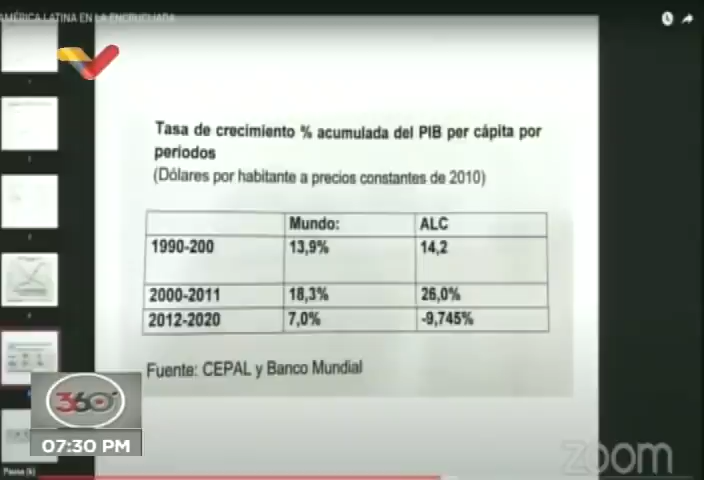 AMÉRICA LATINA EN LA ENCRUCIJADA
Tasa de crecimiento % acumulada del PIB per cápita por
periodos
(Dólares por habitante a precios constantes de 2010)
Mundo: ALC
1990-200 13,9% 14,2
2000-2011 18,3% 26,0%
2012-2020 7,0% -9,745%
Fuente: CEPAL y Banco Mundial
360°
07:30 PM
Pausa (k)
zoom